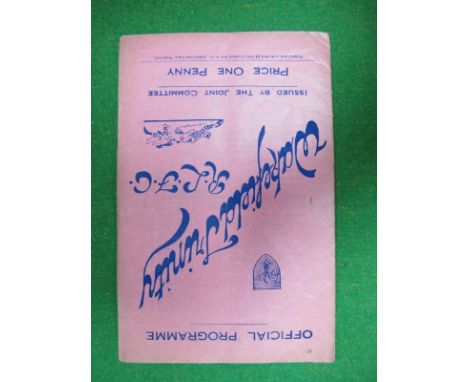 OFFICIAL PROGRAMME
Wakefield Trinity
R.L.F.C.
ISSUED BY THE JOINT COMMITTEE
PRICE ONE PENNY